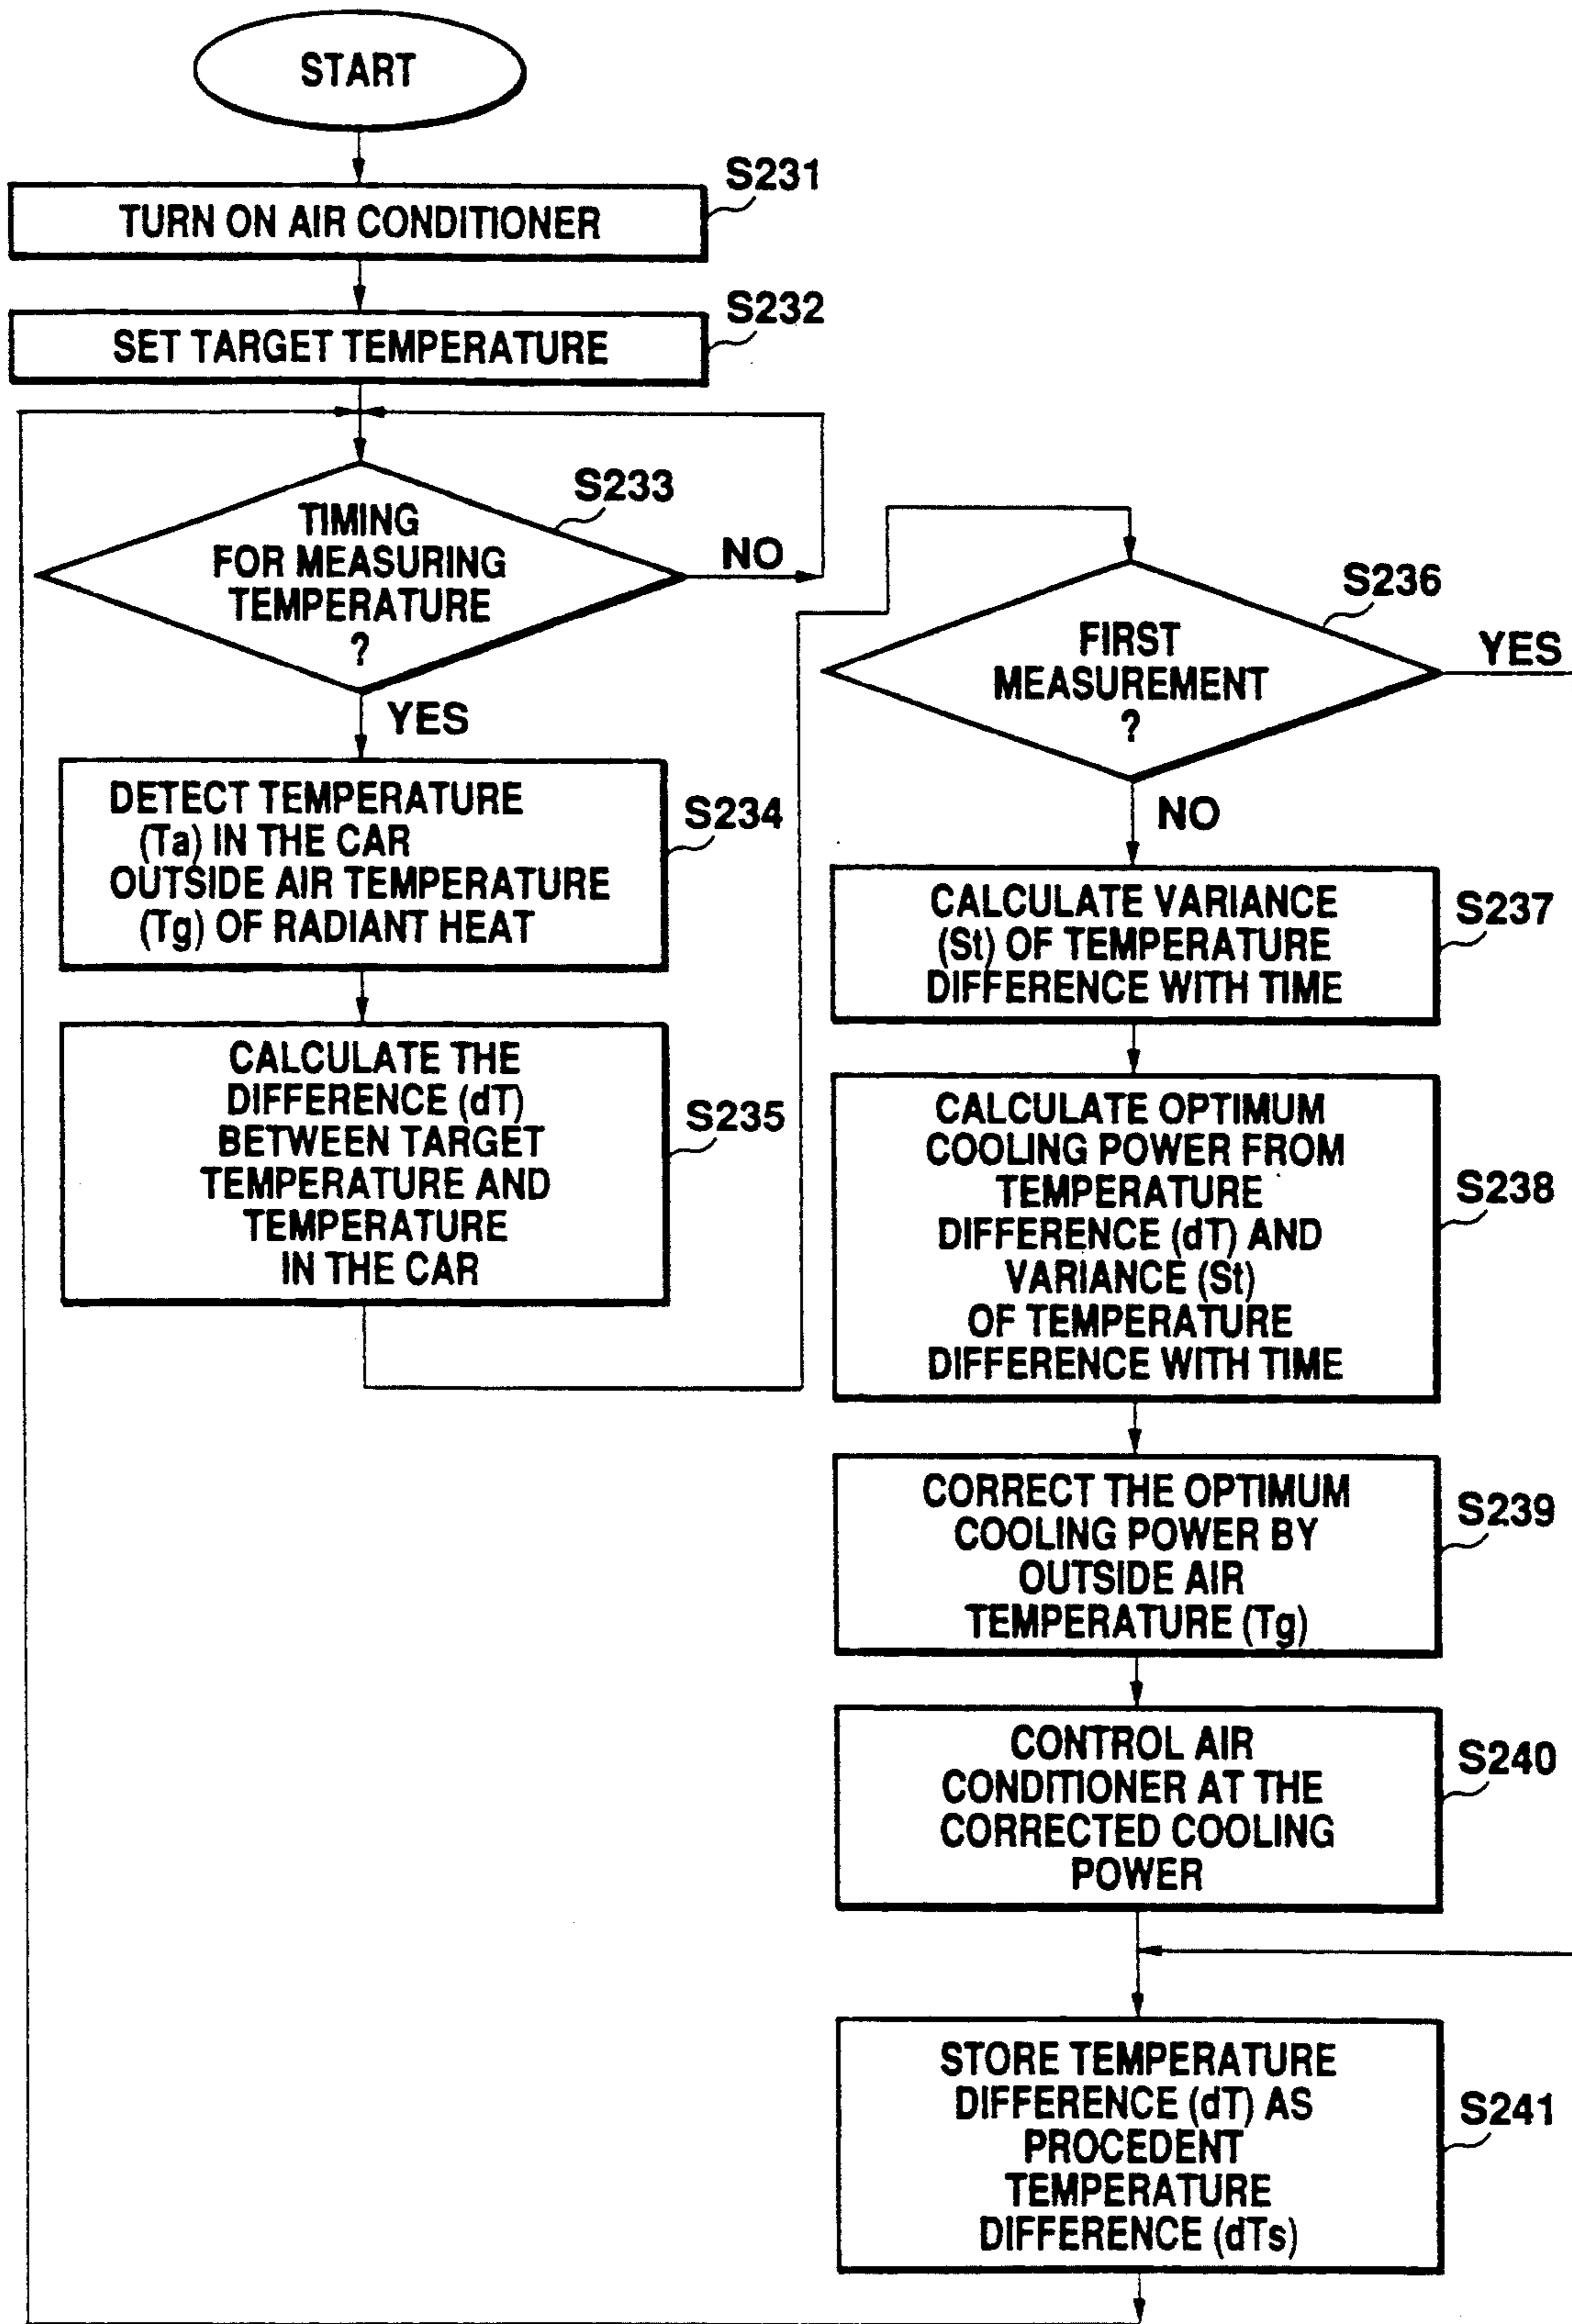 START
S231
TURN ON AIR CONDITIONER
S232
SET TARGET TEMPERATURE
S233
TIMING
FOR MEASURING
TEMPERATURE
?
NO
YES
S234
DETECT TEMPERATURE
(Ta) IN THE CAR
OUTSIDE AIR TEMPERATURE
(Tg) OF RADIANT HEAT
S235
CALCULATE THE
DIFFERENCE (dT)
BETWEEN TARGET
TEMPERATURE AND
TEMPERATURE
IN THE CAR
S236
FIRST
MEASUREMENT
?
YES
NO
S237
CALCULATE VARIANCE
(St) OF TEMPERATURE
DIFFERENCE WITH TIME
S238
CALCULATE OPTIMUM
COOLING POWER FROM
TEMPERATURE
DIFFERENCE (dT) AND
VARIANCE (St)
OF TEMPERATURE
DIFFERENCE WITH TIME
S239
CORRECT THE OPTIMUM
COOLING POWER BY
OUTSIDE AIR
TEMPERATURE (Tg)
S240
CONTROL AIR
CONDITIONER AT THE
CORRECTED COOLING
POWER
S241
STORE TEMPERATURE
DIFFERENCE (dT) AS
PROCEDENT
TEMPERATURE
DIFFERENCE (dTs)